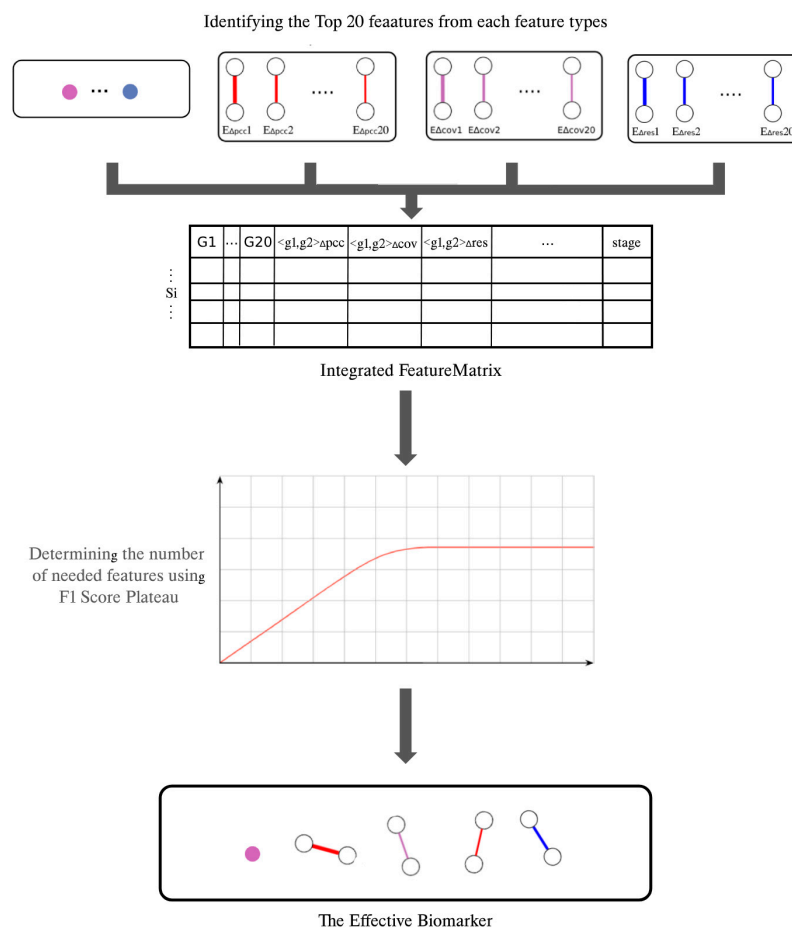 Identifying the Top 20 feaatures from each feature types
...
EΔpcc1 EΔpcc2 .... EΔpcc20
EΔcov1 EΔcov2 .... EΔcov20
EΔres1 EΔres2 .... EΔres20
G1 ... G20 <g1,g2>Δpcc <g1,g2>Δcov <g1,g2>Δres ... stage
Si
Integrated FeatureMatrix
Determining the number
of needed features using
F1 Score Plateau
The Effective Biomarker